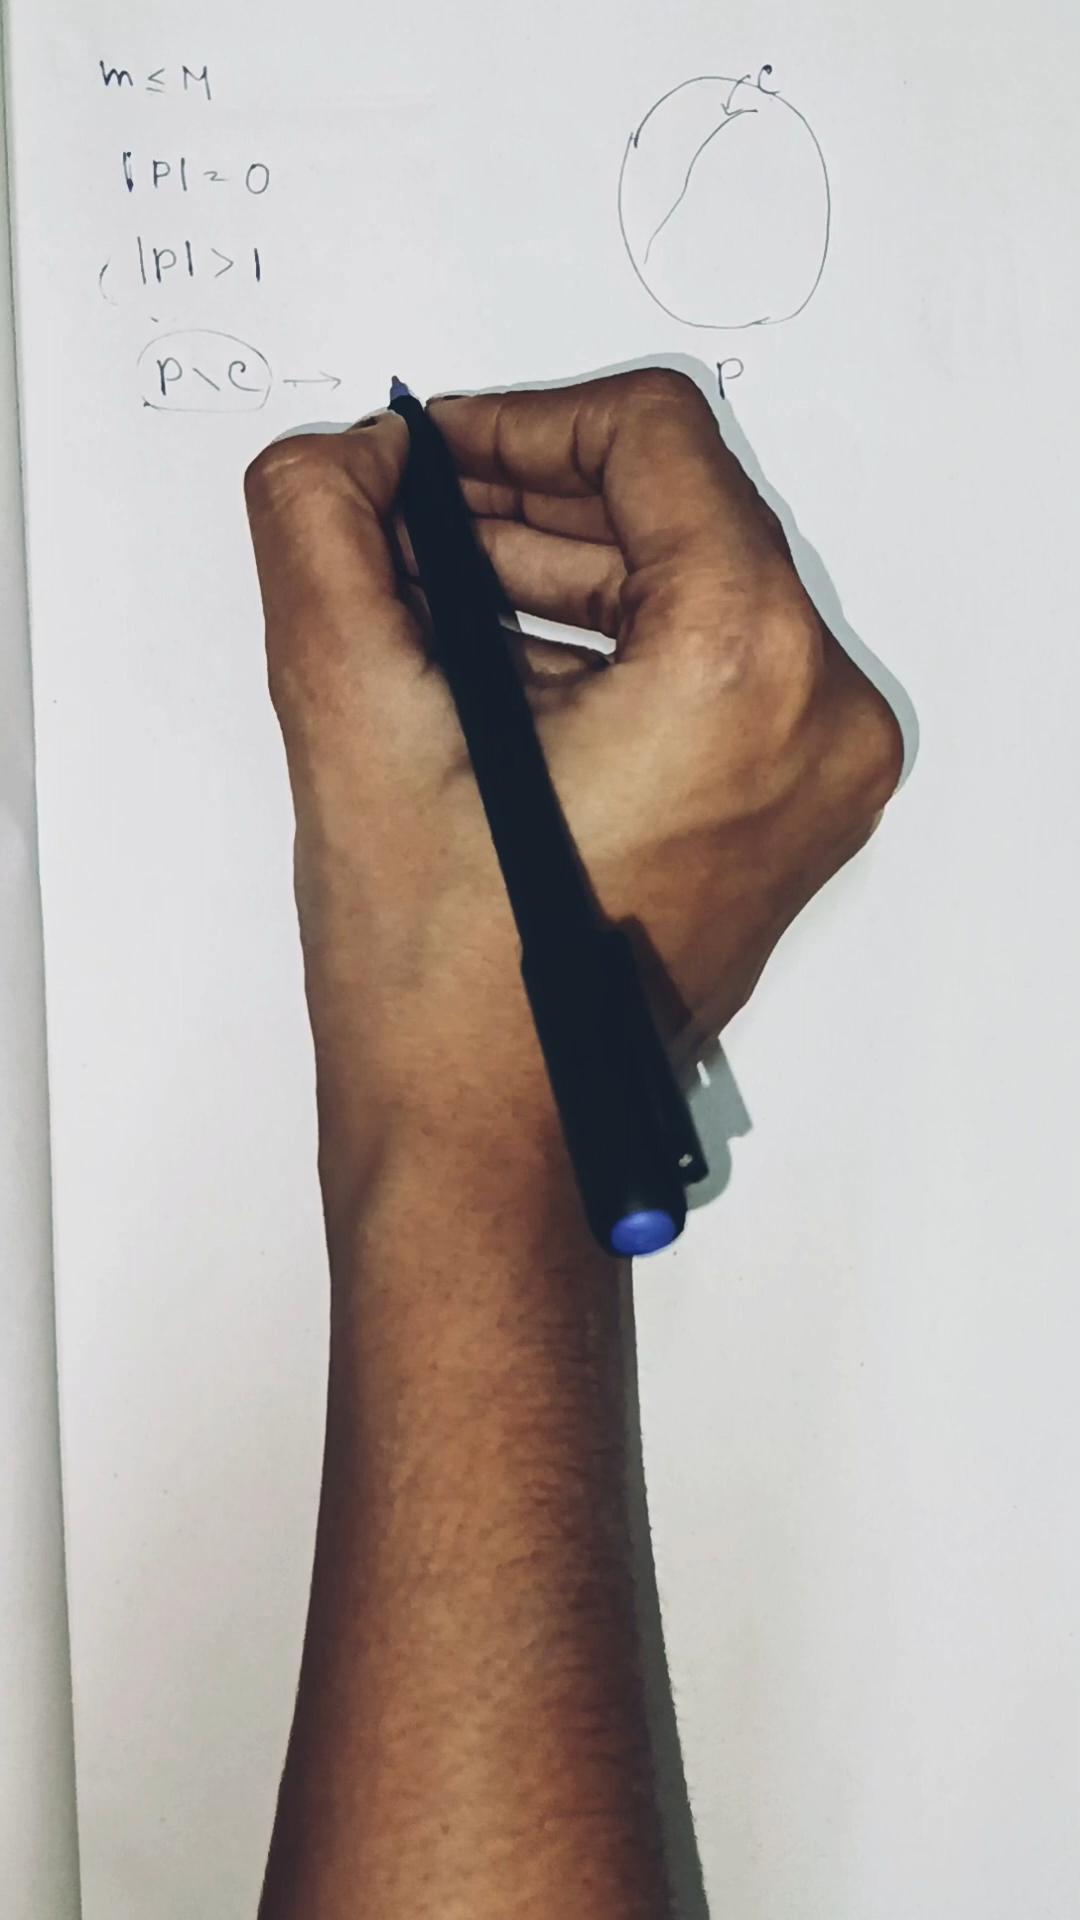 m ≤ M
|P| = 0
|P| > 1
P \ C →
C
P